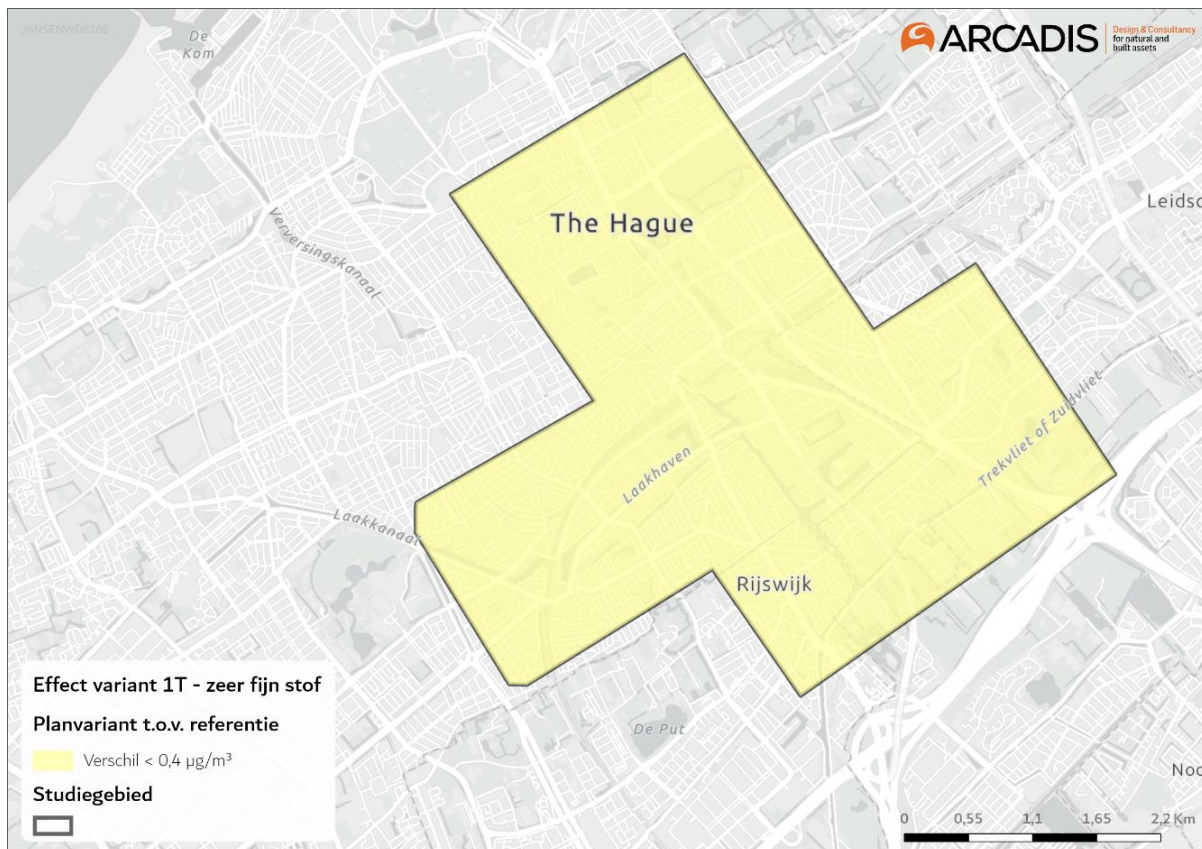 JANSENWD8186
De
Kom
ARCADIS
Design & Consultancy
for natural and
built assets
Leidsc
The Hague
Verversingskanaal
Trekvliet of Zuidvliet
Laakhaven
Laakkanaal
Rijswijk
De Put
Noo
Effect variant 1T - zeer fijn stof
Planvariant t.o.v. referentie
Verschil < 0,4 µg/m³
Studiegebied
0 0,55 1,1 1,65 2,2 Km